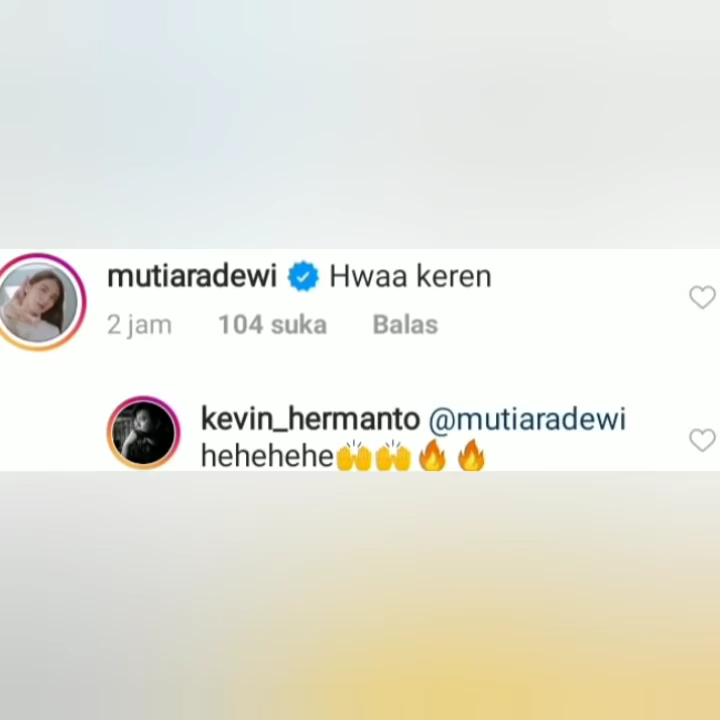 mutiaradewi Hwaa keren
2 jam 104 suka Balas
kevin_hermanto @mutiaradewi
hehehehe🙌🙌🔥🔥